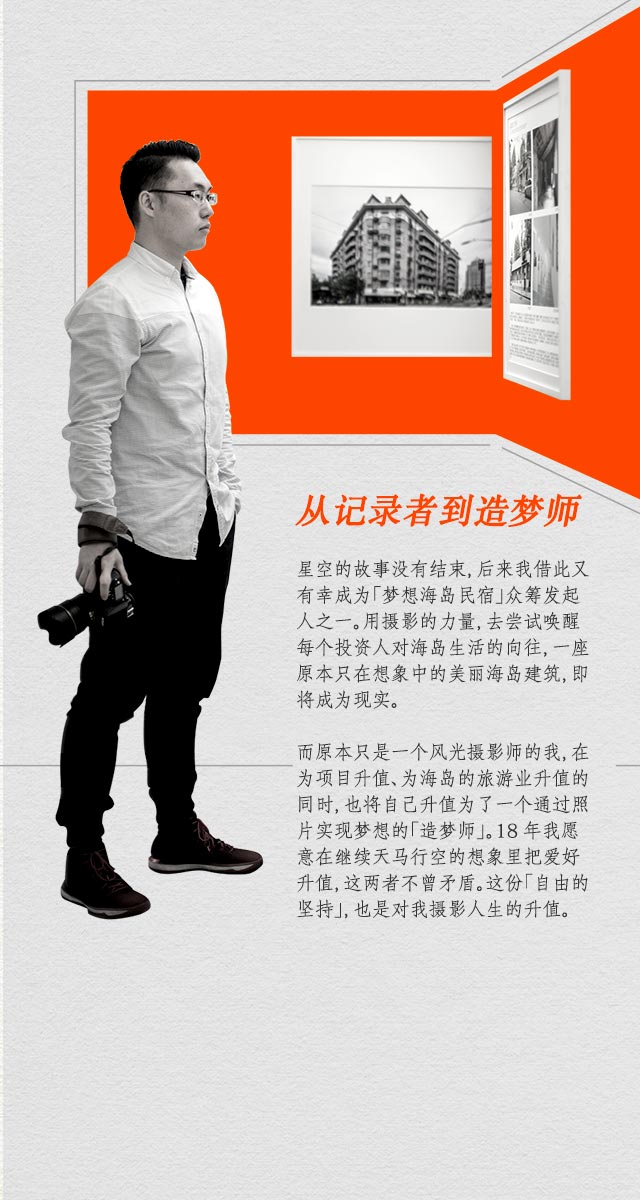 从记录者到造梦师
星空的故事没有结束，后来我借此又
有幸成为「梦想海岛民宿」众筹发起
人之一。用摄影的力量，去尝试唤醒
每个投资人对海岛生活的向往，一座
原本只在想象中的美丽海岛建筑，即
将成为现实。
而原本只是一个风光摄影师的我，在
为项目升值、为海岛的旅游业升值的
同时，也将自己升值为了一个通过照
片实现梦想的「造梦师」。18 年我愿
意在继续天马行空的想象里把爱好
升值，这两者不曾矛盾。这份「自由的
坚持」，也是对我摄影人生的升值。